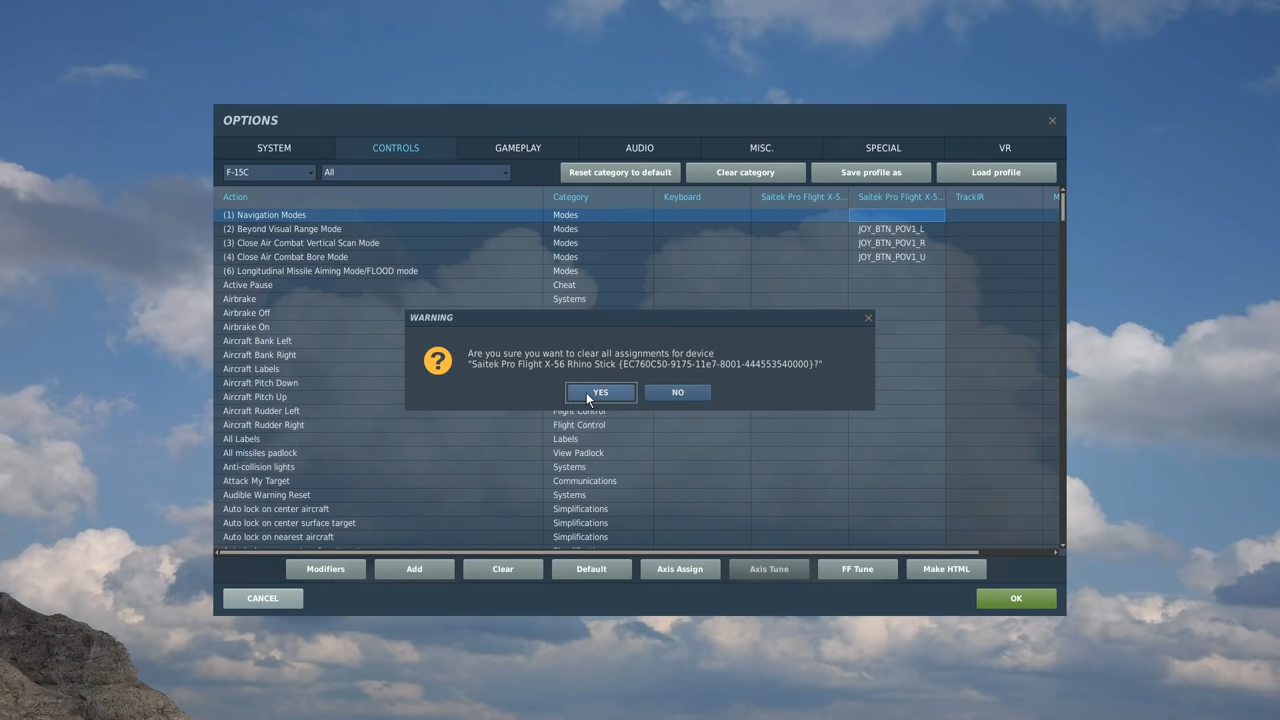 OPTIONS
SYSTEM CONTROLS GAMEPLAY AUDIO MISC. SPECIAL VR
F-15C All Reset category to default Clear category Save profile as Load profile
Action Category Keyboard Saitek Pro Flight X-5... Saitek Pro Flight X-5... TrackIR M
(1) Navigation Modes Modes
(2) Beyond Visual Range Mode Modes JOY_BTN_POV1_L
(3) Close Air Combat Vertical Scan Mode Modes JOY_BTN_POV1_R
(4) Close Air Combat Bore Mode Modes JOY_BTN_POV1_U
(6) Longitudinal Missile Aiming Mode/FLOOD mode Modes
Active Pause Cheat
Airbrake Systems
Airbrake Off
Airbrake On
Aircraft Bank Left
Aircraft Bank Right
Aircraft Labels
Aircraft Pitch Down
Aircraft Pitch Up
Aircraft Rudder Left Flight Control
Aircraft Rudder Right Flight Control
All Labels Labels
All missiles padlock View Padlock
Anti-collision lights Systems
Attack My Target Communications
Audible Warning Reset Systems
Auto lock on center aircraft Simplifications
Auto lock on center surface target Simplifications
Auto lock on nearest aircraft Simplifications
WARNING
Are you sure you want to clear all assignments for device
"Saitek Pro Flight X-56 Rhino Stick {EC760C50-9175-11e7-8001-444553540000}?"
YES NO
Modifiers Add Clear Default Axis Assign Axis Tune FF Tune Make HTML
CANCEL OK